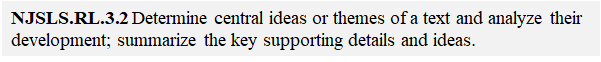 NJSLS.RL.3.2 Determine central ideas or themes of a text and analyze their
development; summarize the key supporting details and ideas.